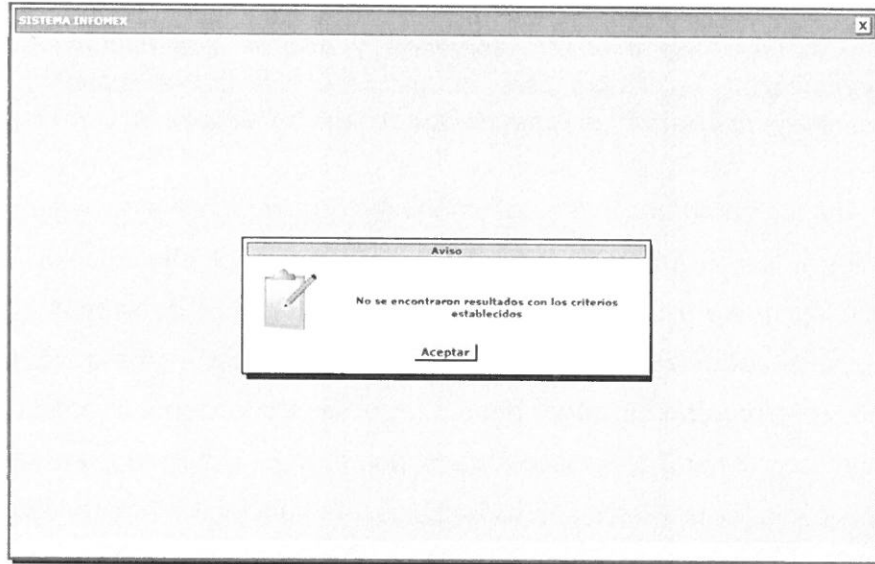 SISTEMA INFOMEX
X
Aviso
No se encontraron resultados con los criterios
establecidos
Aceptar